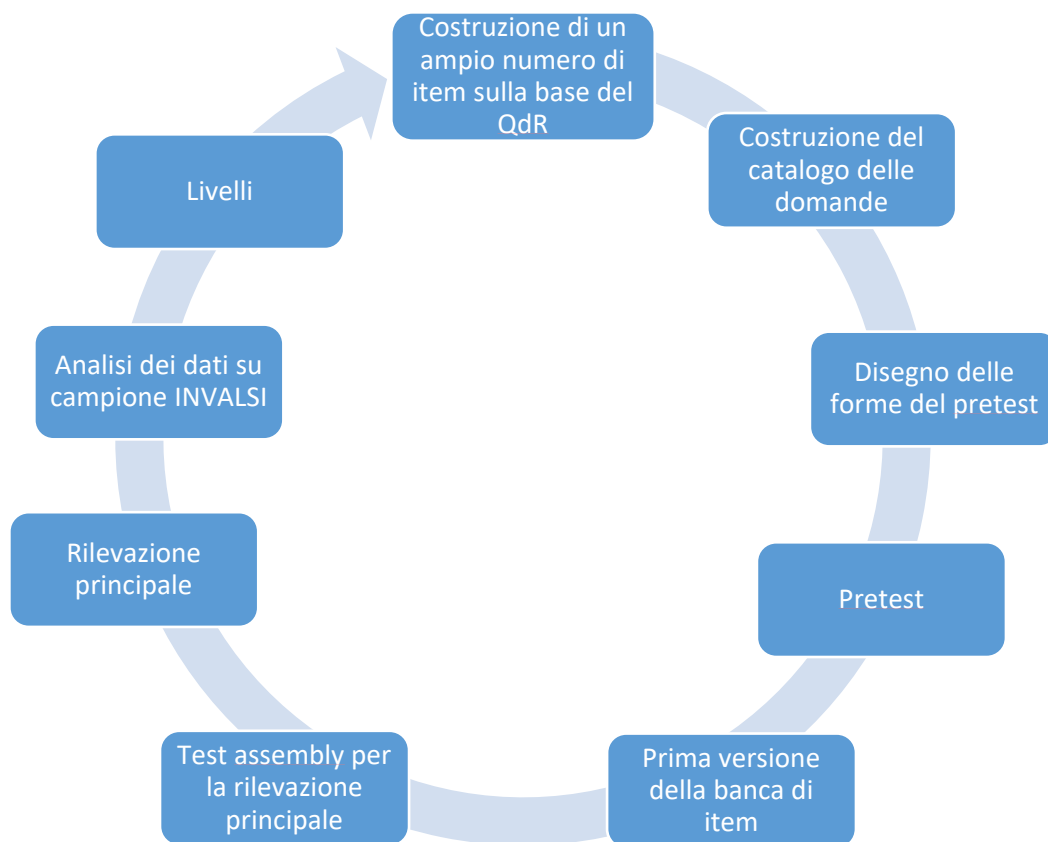 Costruzione di un
ampio numero di
item sulla base del
QdR
Costruzione del
catalogo delle
domande
Disegno delle
forme del pretest
Pretest
Prima versione
della banca di
item
Test assembly per
la rilevazione
principale
Rilevazione
principale
Analisi dei dati su
campione INVALSI
Livelli